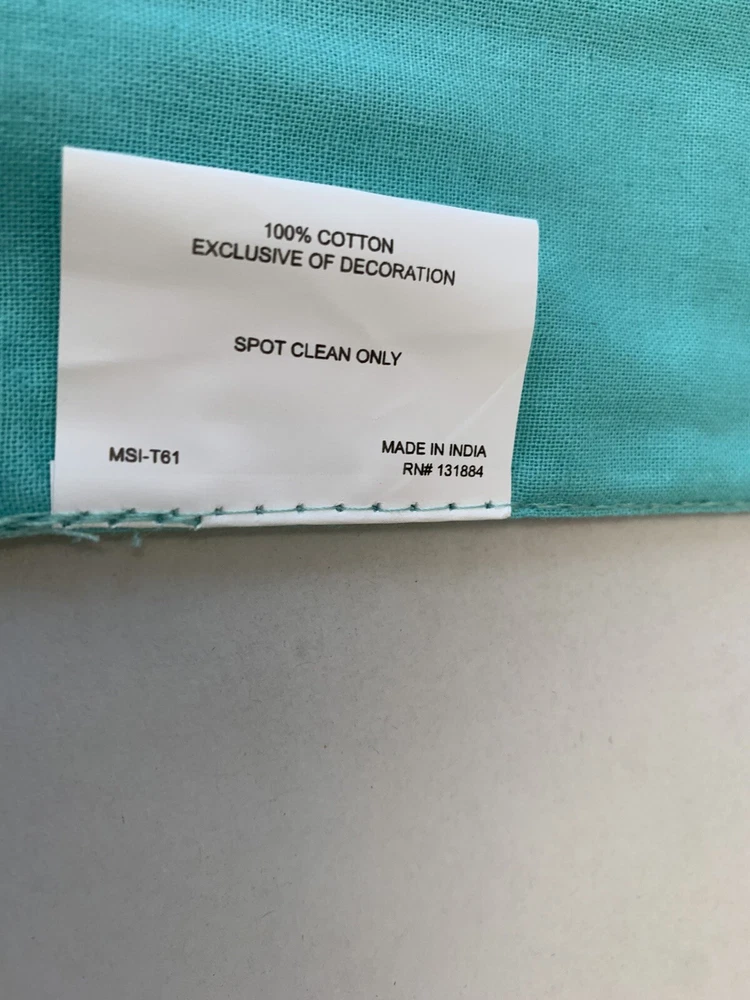 100% COTTON
EXCLUSIVE OF DECORATION
SPOT CLEAN ONLY
MSI-T61
MADE IN INDIA
RN# 131884